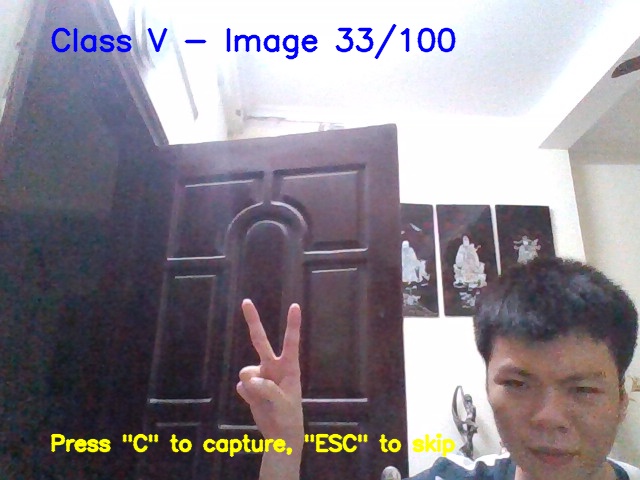 Class V - Image 33/100
Press "C" to capture, "ESC" to skip